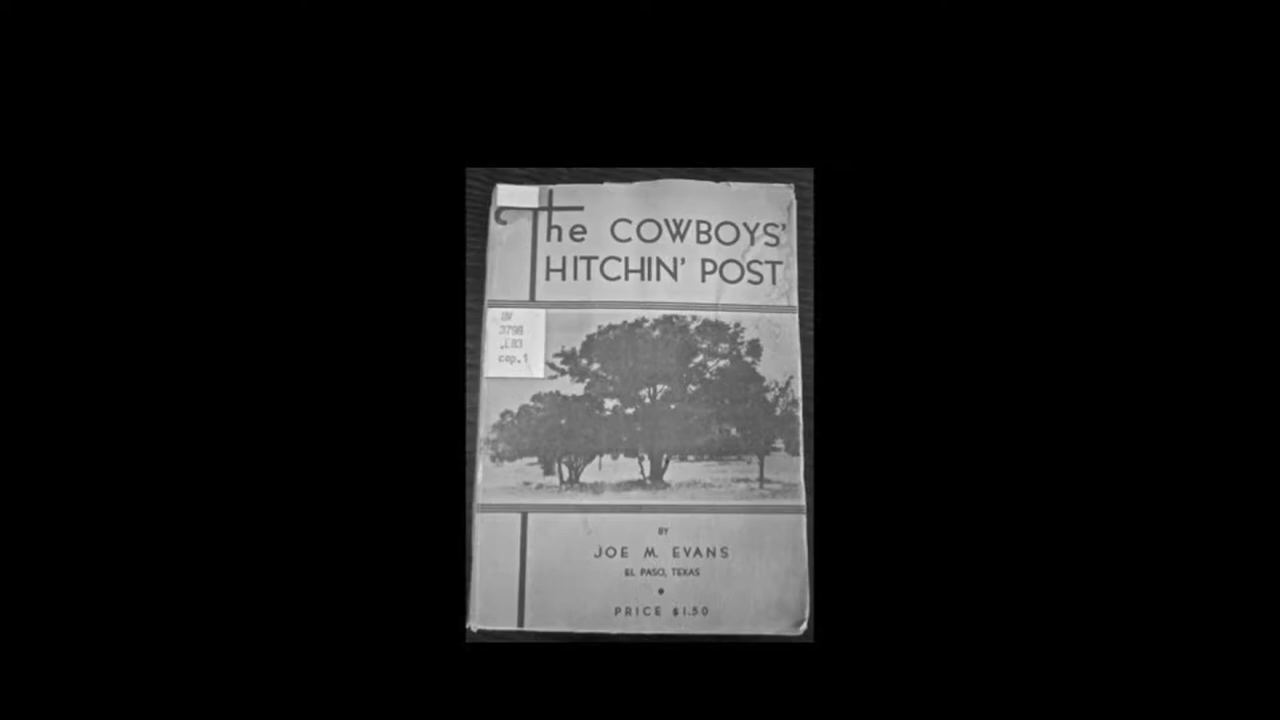 The COWBOYS'
HITCHIN' POST
BV
3798
.E83
cop.1
BY
JOE M. EVANS
EL PASO, TEXAS
PRICE $1.50